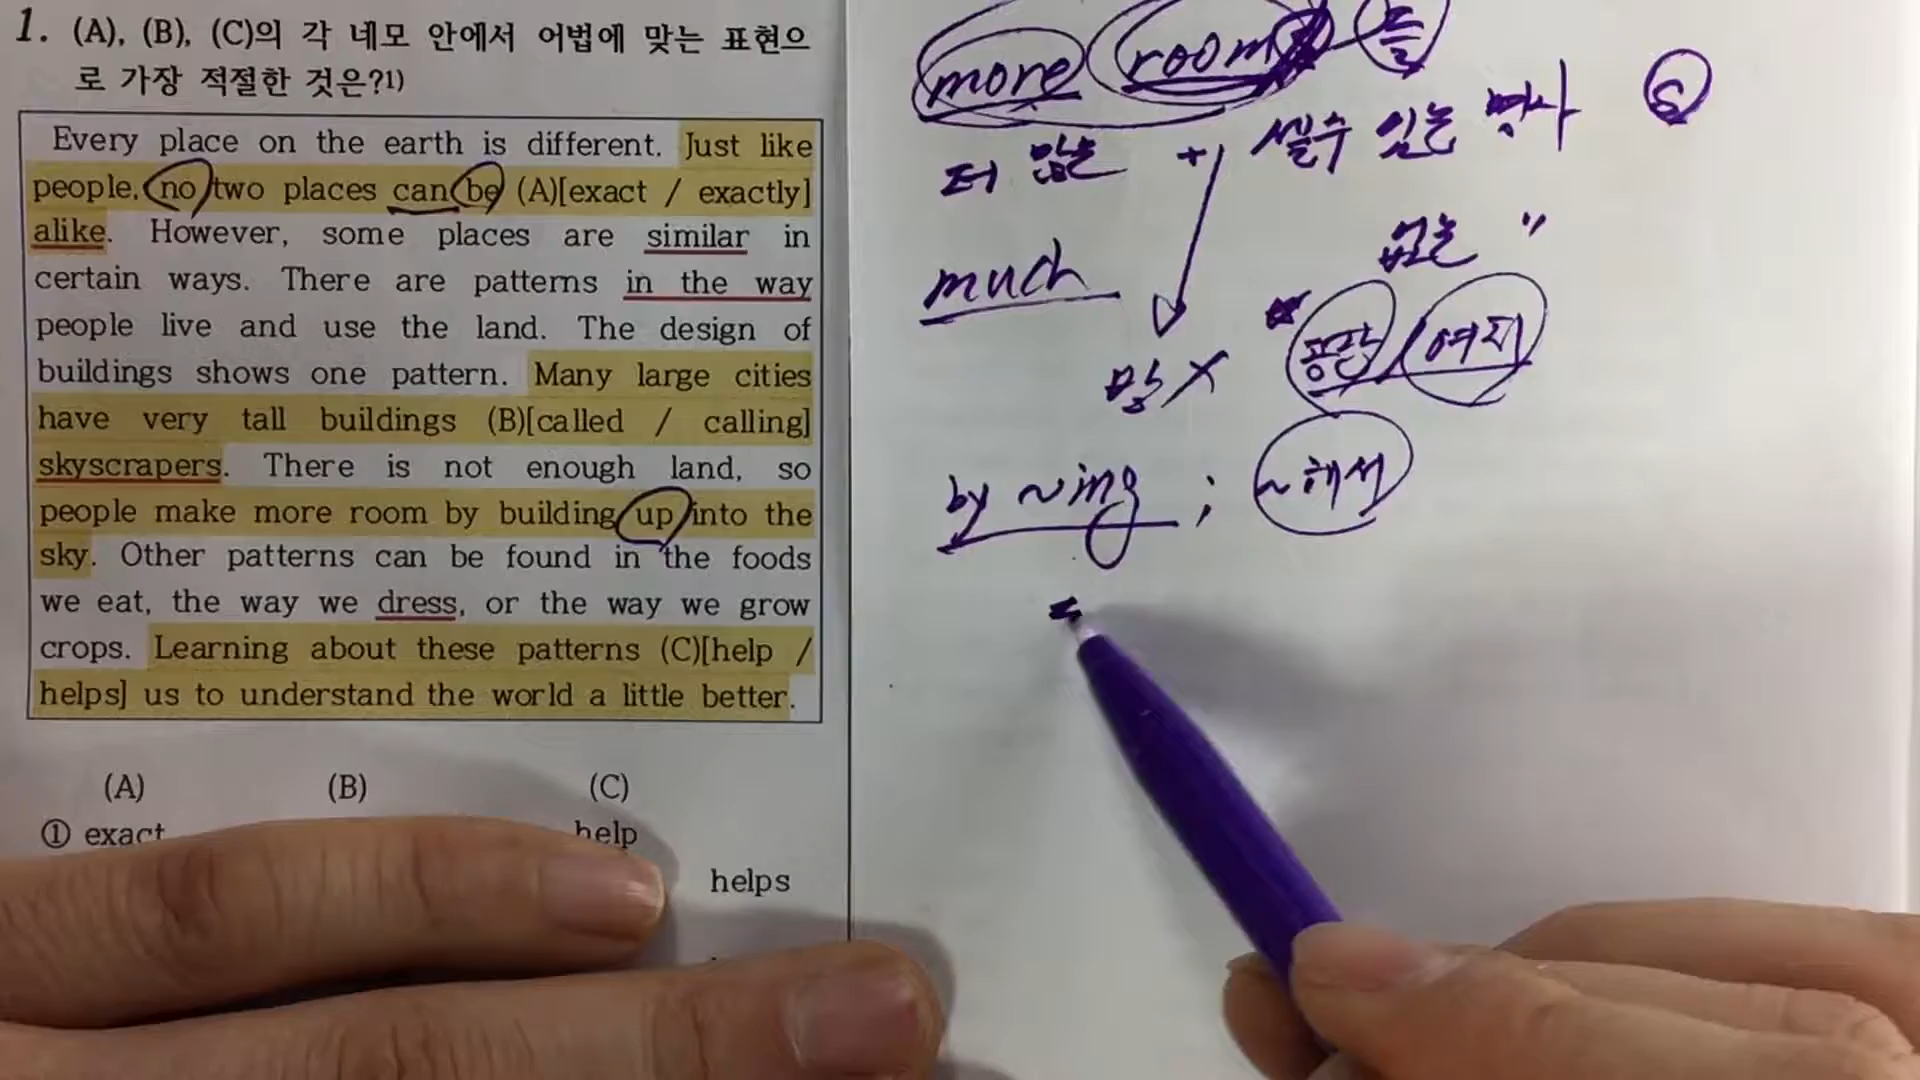 1. (A), (B), (C)의 각 네모 안에서 어법에 맞는 표현으
로 가장 적절한 것은?1)
Every place on the earth is different. Just like
people, no two places can be (A)[exact / exactly]
alike. However, some places are similar in
certain ways. There are patterns in the way
people live and use the land. The design of
buildings shows one pattern. Many large cities
have very tall buildings (B)[called / calling]
skyscrapers. There is not enough land, so
people make more room by building up into the
sky. Other patterns can be found in the foods
we eat, the way we dress, or the way we grow
crops. Learning about these patterns (C)[help /
helps] us to understand the world a little better.
(A) (B) (C)
① exact help
helps
more room 들
더 많은 + 셀수 있는 명사 S
없는 "
much
많 X 공간 / 여지
by ~ing ; ~해서